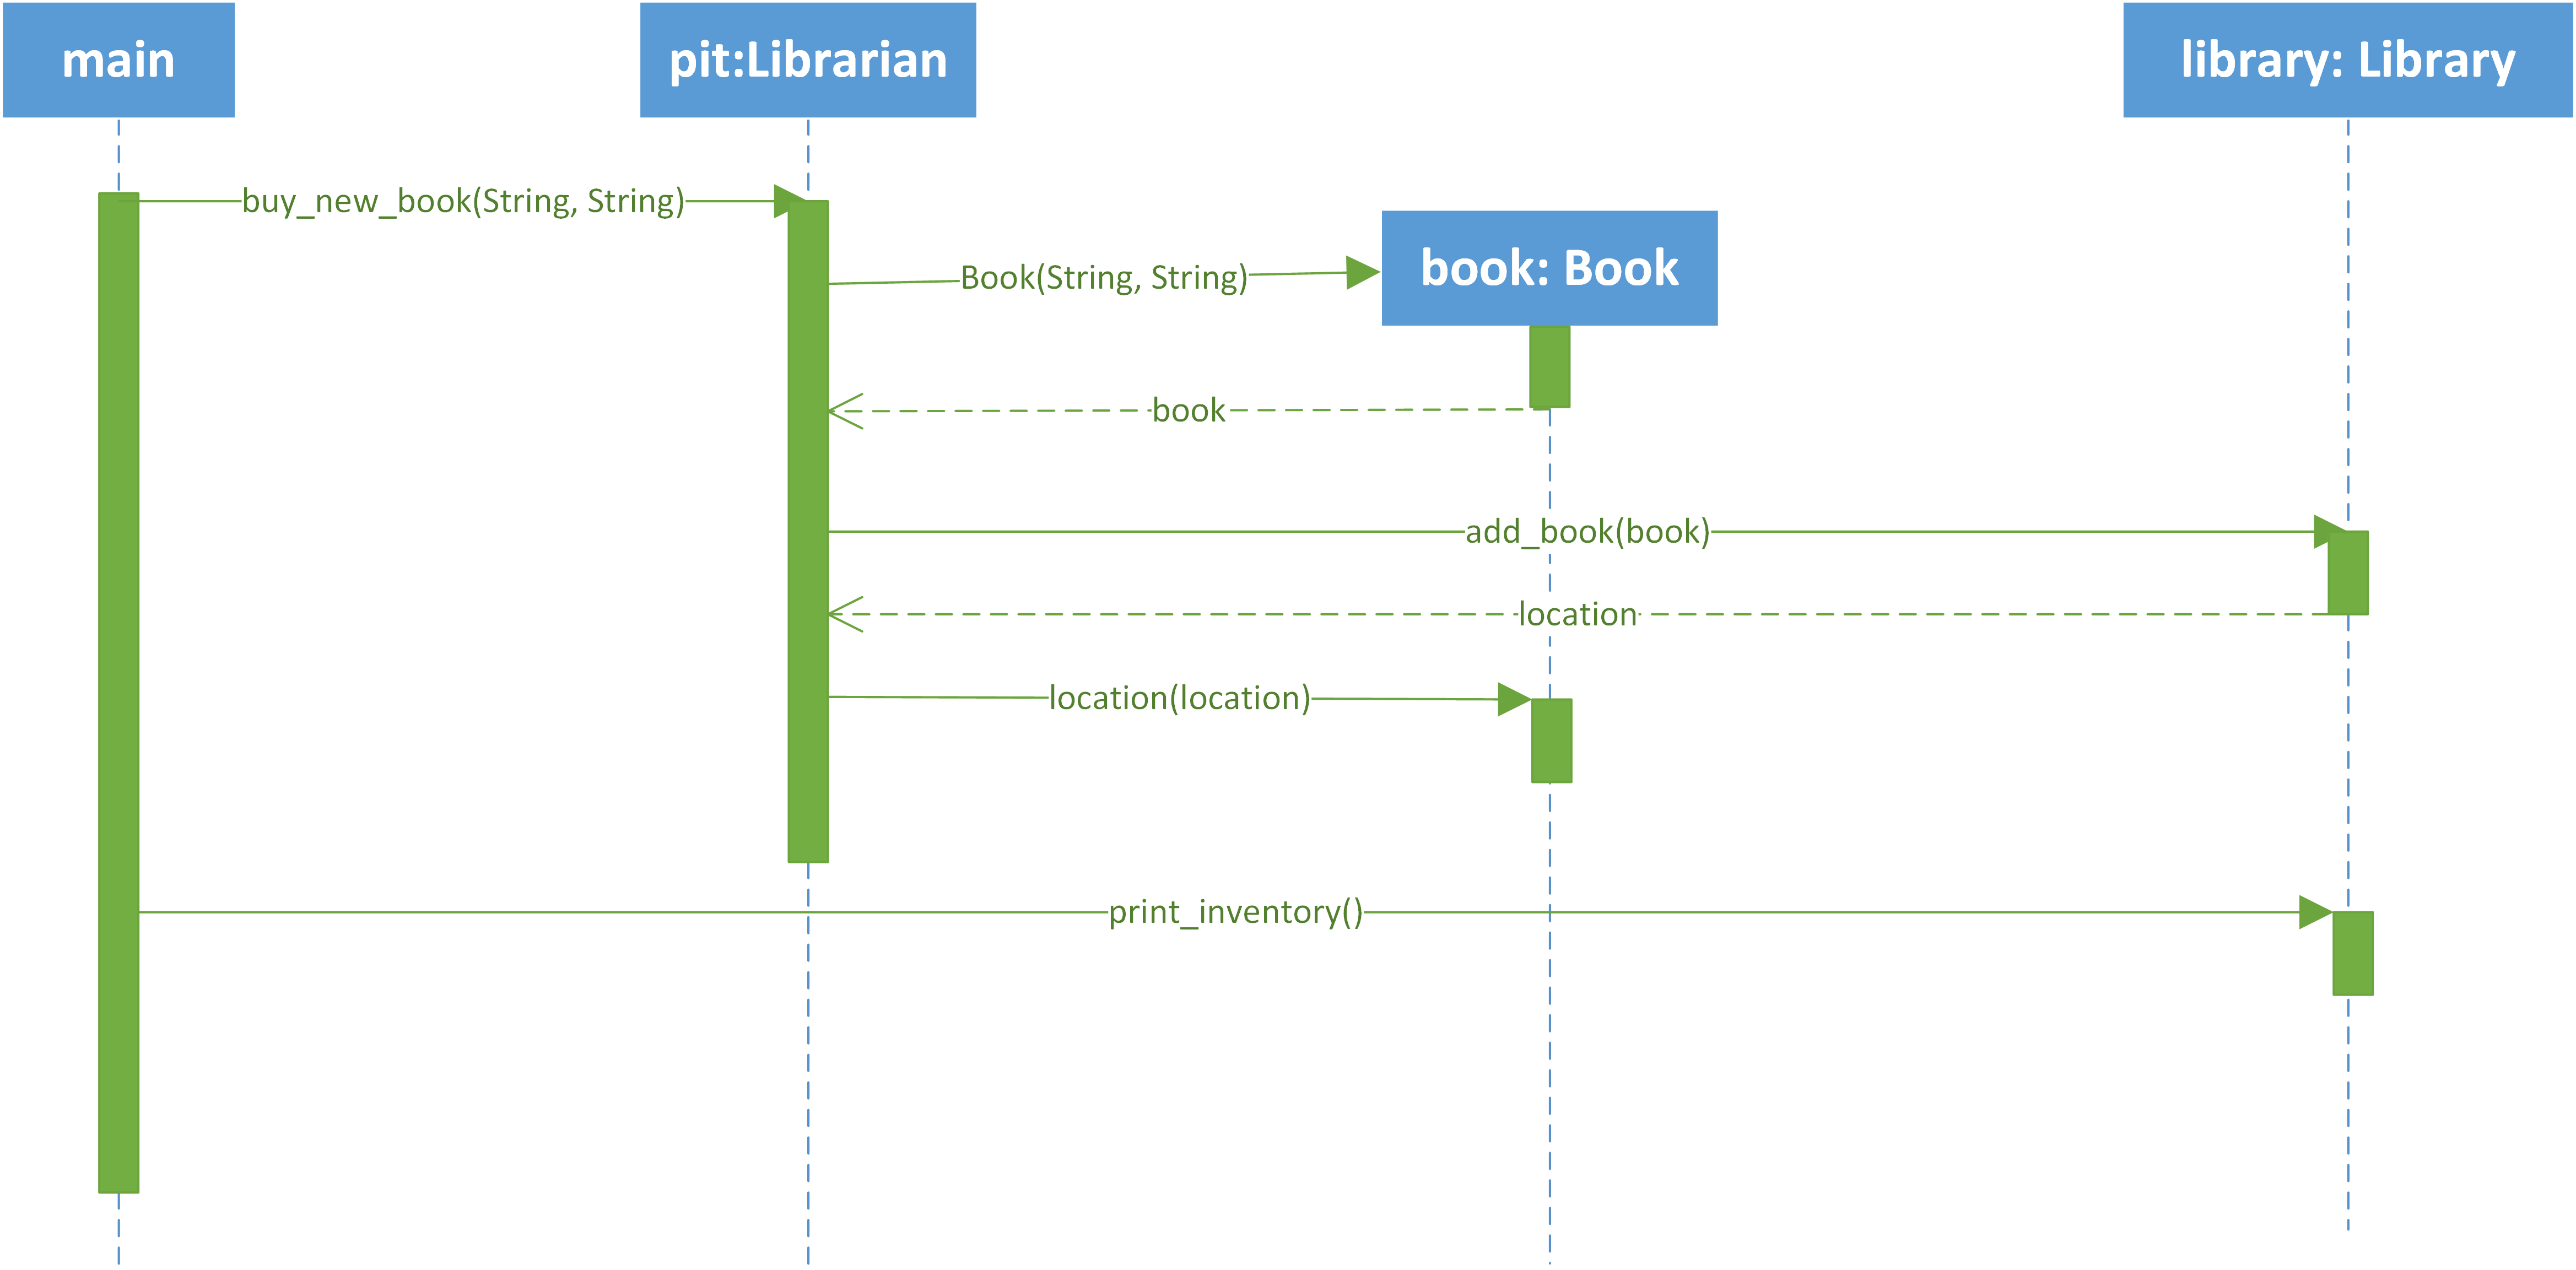 main
pit:Librarian
library: Library
buy_new_book(String, String)
book: Book
Book(String, String)
book
add_book(book)
location
location(location)
print_inventory()